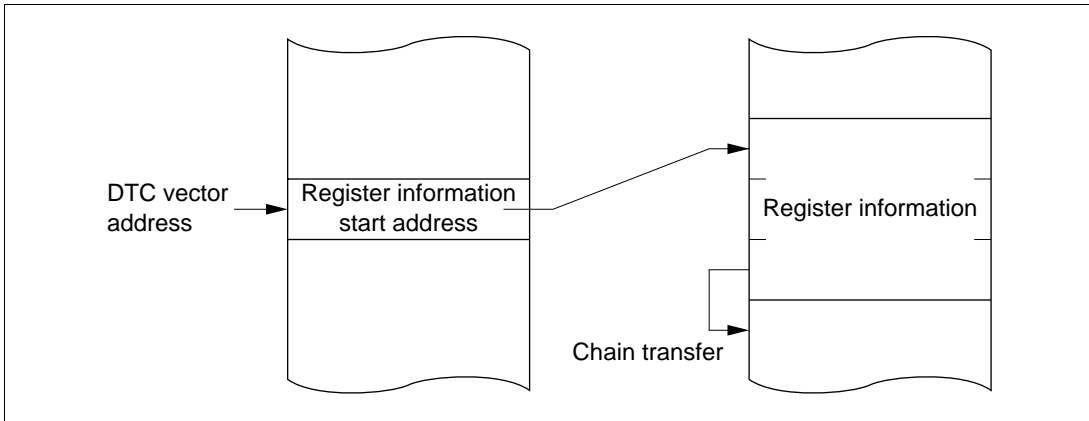 DTC vector
address
Register information
start address
Register information
Chain transfer